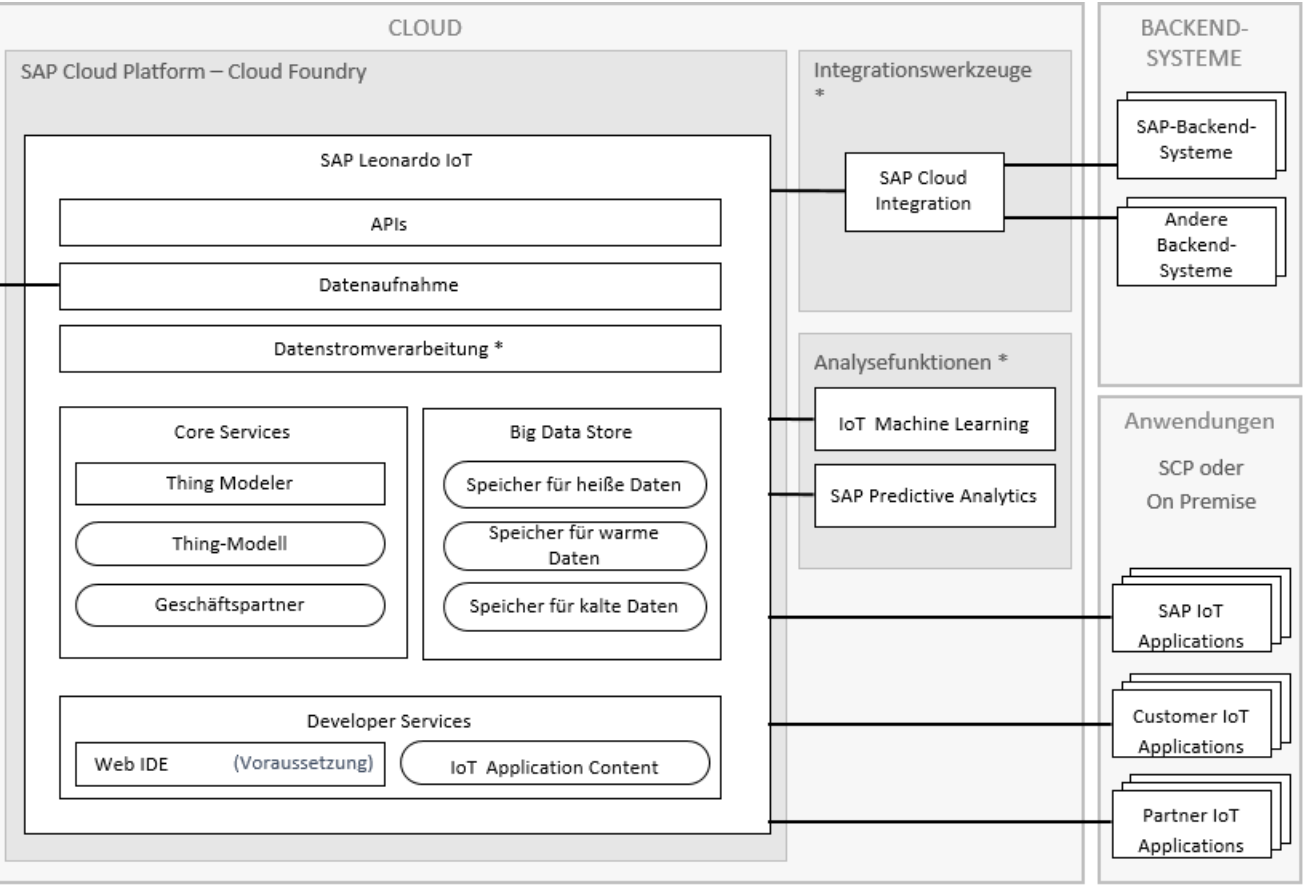 CLOUD
SAP Cloud Platform – Cloud Foundry
SAP Leonardo IoT
APIs
Datenaufnahme
Datenstromverarbeitung *
Core Services
Thing Modeler
Thing-Modell
Geschäftspartner
Big Data Store
Speicher für heiße Daten
Speicher für warme
Daten
Speicher für kalte Daten
Developer Services
Web IDE (Voraussetzung)
IoT Application Content
Integrationswerkzeuge
*
SAP Cloud
Integration
Analysefunktionen *
IoT Machine Learning
SAP Predictive Analytics
BACKEND-
SYSTEME
SAP-Backend-
Systeme
Andere
Backend-
Systeme
Anwendungen
SCP oder
On Premise
SAP IoT
Applications
Customer IoT
Applications
Partner IoT
Applications